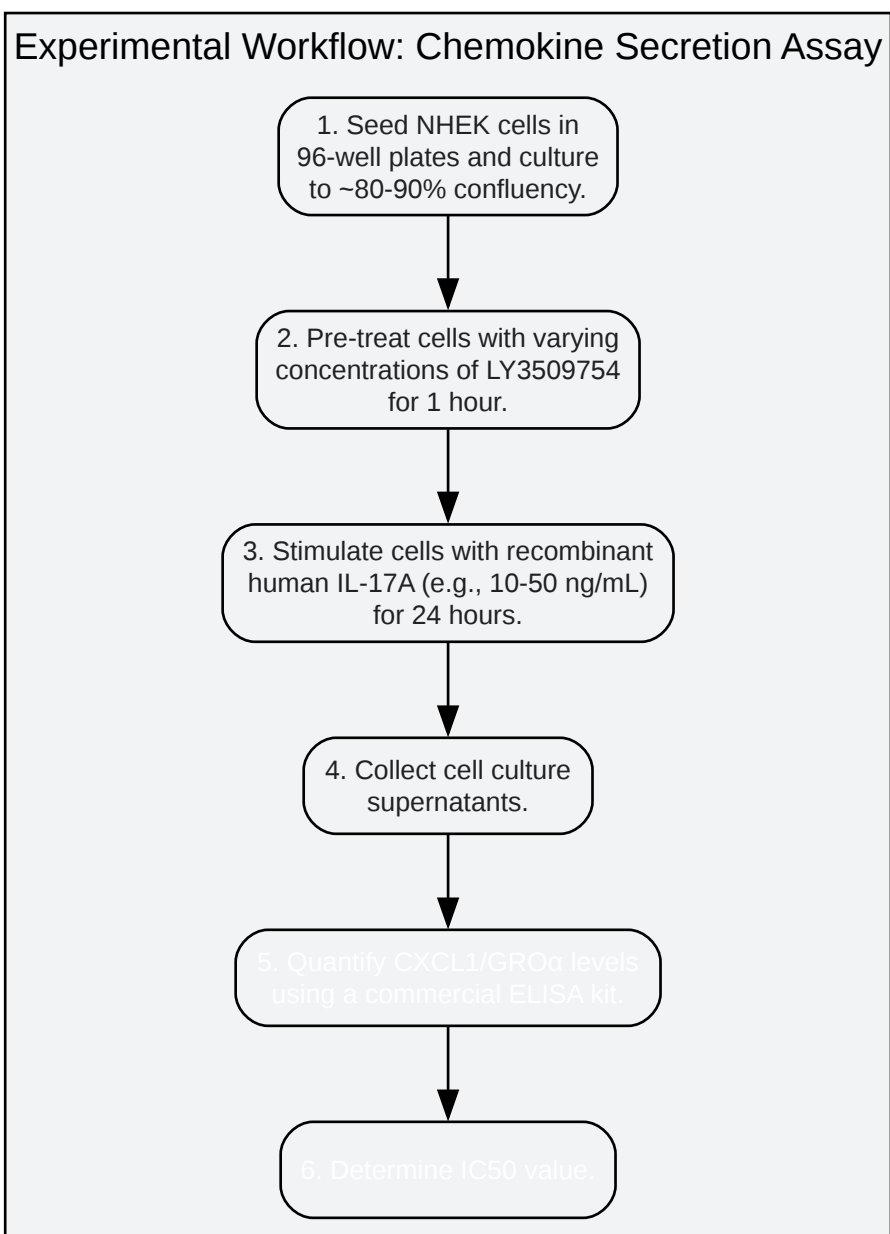 Experimental Workflow: Chemokine Secretion Assay
1. Seed NHEK cells in
96-well plates and culture
to ~80-90% confluency.
2. Pre-treat cells with varying
concentrations of LY3509754
for 1 hour.
3. Stimulate cells with recombinant
human IL-17A (e.g., 10-50 ng/mL)
for 24 hours.
4. Collect cell culture
supernatants.
5. Quantify CXCL1/GROα levels
using a commercial ELISA kit.
6. Determine IC50 value.